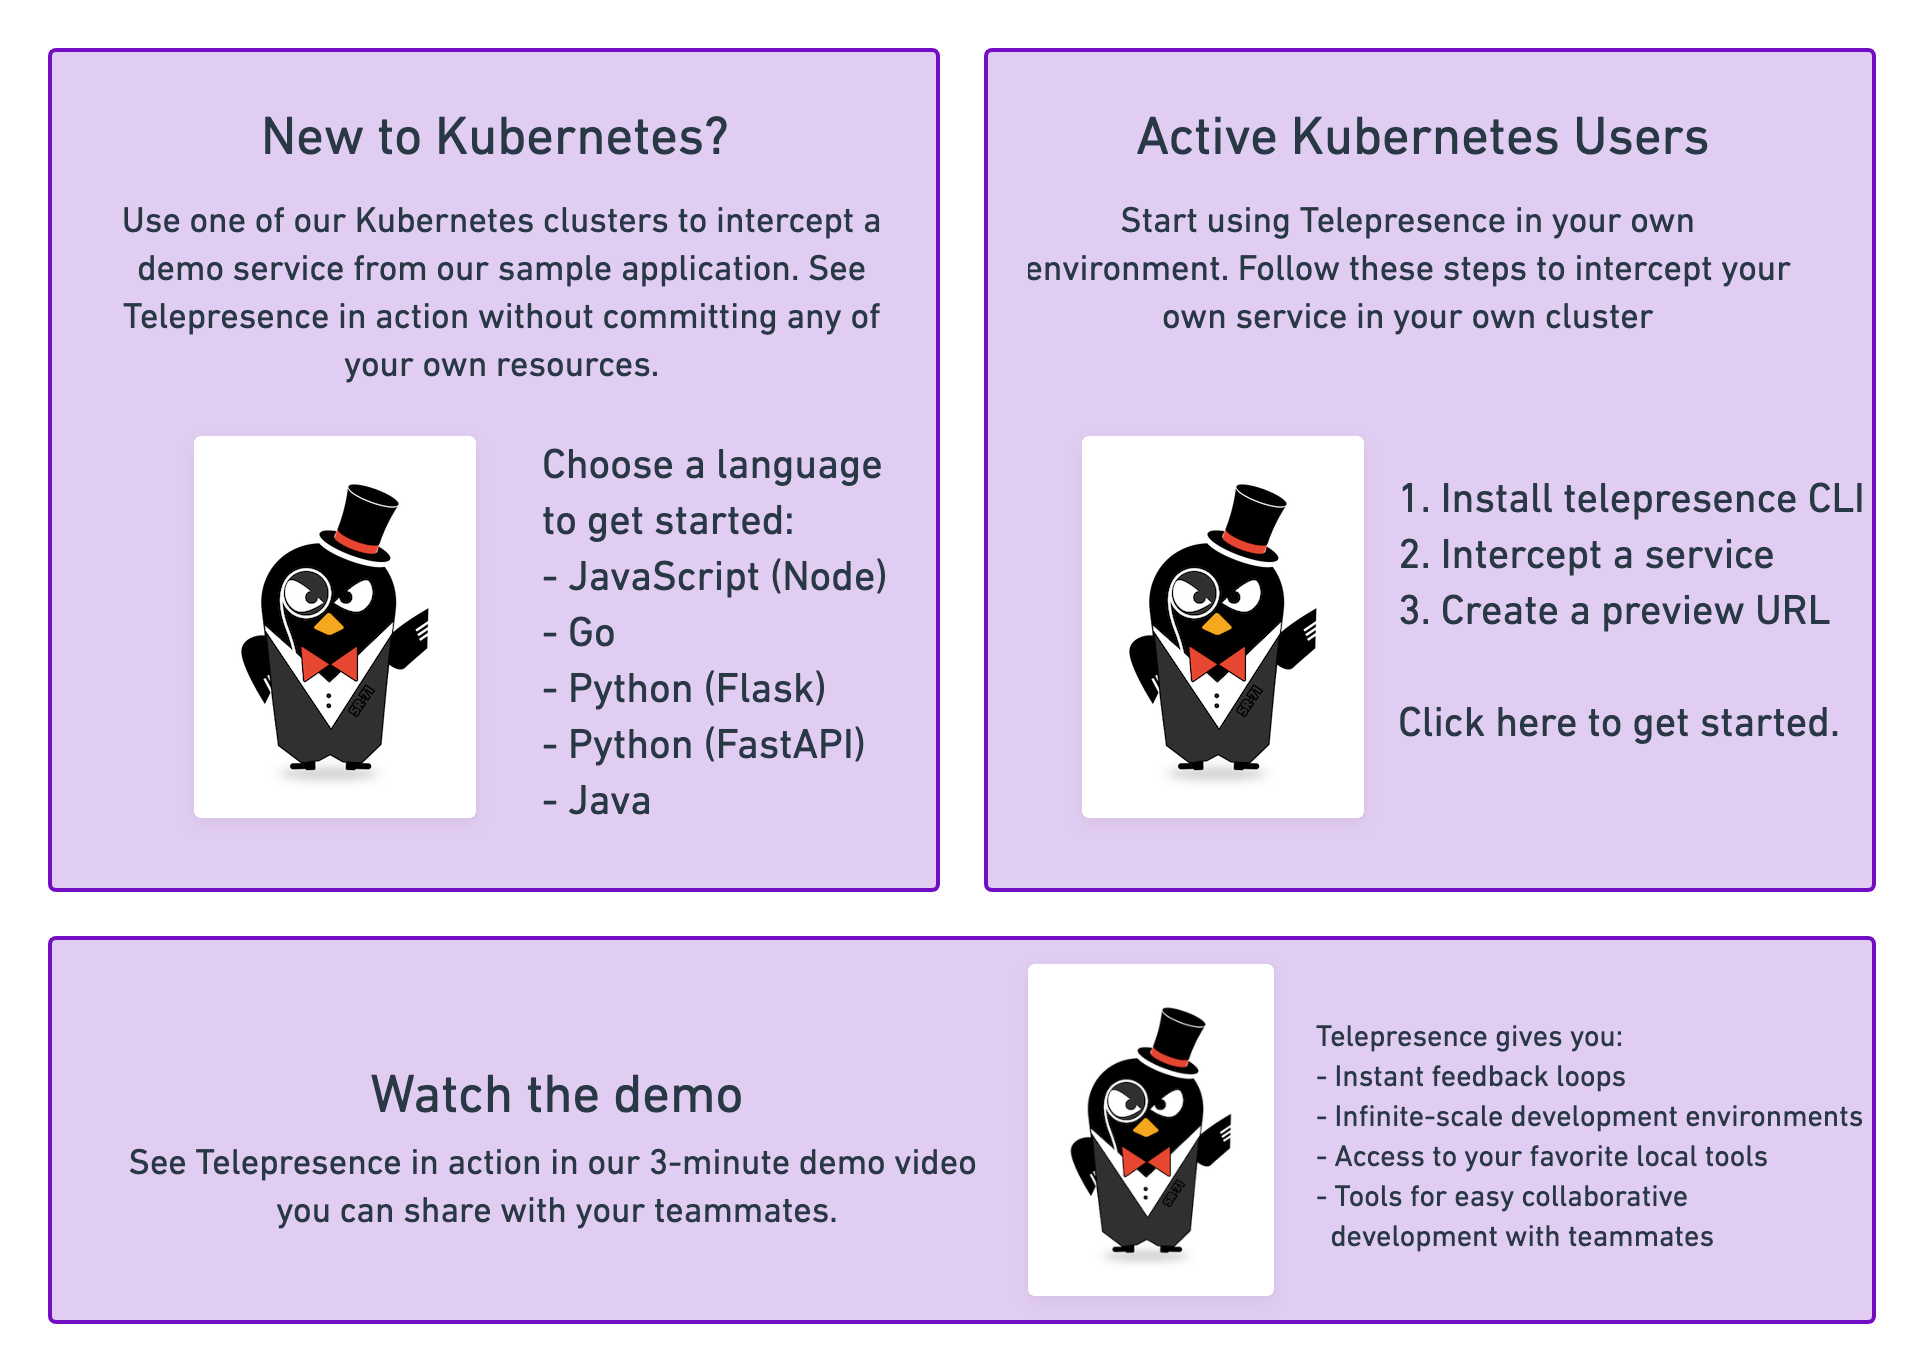 New to Kubernetes?
Use one of our Kubernetes clusters to intercept a
demo service from our sample application. See
Telepresence in action without committing any of
your own resources.
SR-71
Choose a language
to get started:
- JavaScript (Node)
- Go
- Python (Flask)
- Python (FastAPI)
- Java
Active Kubernetes Users
Start using Telepresence in your own
environment. Follow these steps to intercept your
own service in your own cluster
SR-71
1. Install telepresence CLI
2. Intercept a service
3. Create a preview URL
Click here to get started.
Watch the demo
See Telepresence in action in our 3-minute demo video
you can share with your teammates.
SR-71
Telepresence gives you:
- Instant feedback loops
- Infinite-scale development environments
- Access to your favorite local tools
- Tools for easy collaborative
development with teammates